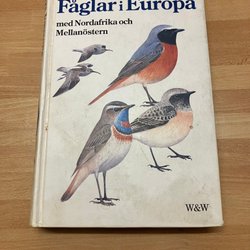 Fåglar i Europa
med Nordafrika och
Mellanöstern
W&W